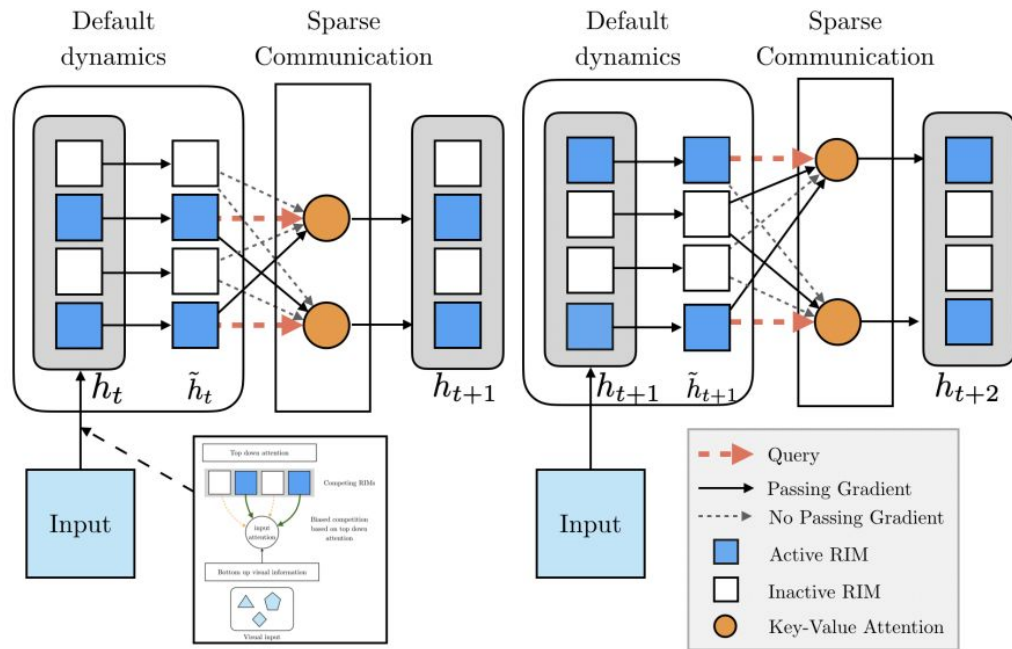 Default
dynamics
Sparse
Communication
Default
dynamics
Sparse
Communication
h_t
h̃_t
h_{t+1}
h_{t+1}
h̃_{t+1}
h_{t+2}
Input
Top down attention
Competing RIMs
Biased competition
based on top down
attention
input
attention
Bottom up visual information
Visual input
Input
Query
Passing Gradient
No Passing Gradient
Active RIM
Inactive RIM
Key-Value Attention